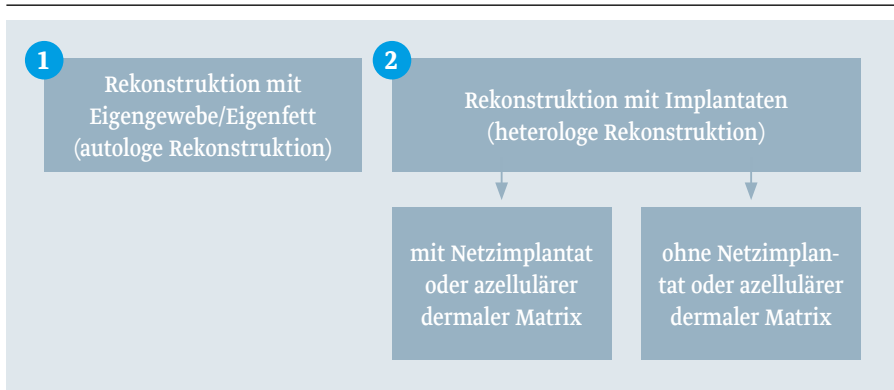 1
Rekonstruktion mit
Eigengewebe/Eigenfett
(autologe Rekonstruktion)
2
Rekonstruktion mit Implantaten
(heterologe Rekonstruktion)
mit Netzimplantat
oder azellulärer
dermaler Matrix
ohne Netzimplan-
tat oder azellulärer
dermaler Matrix